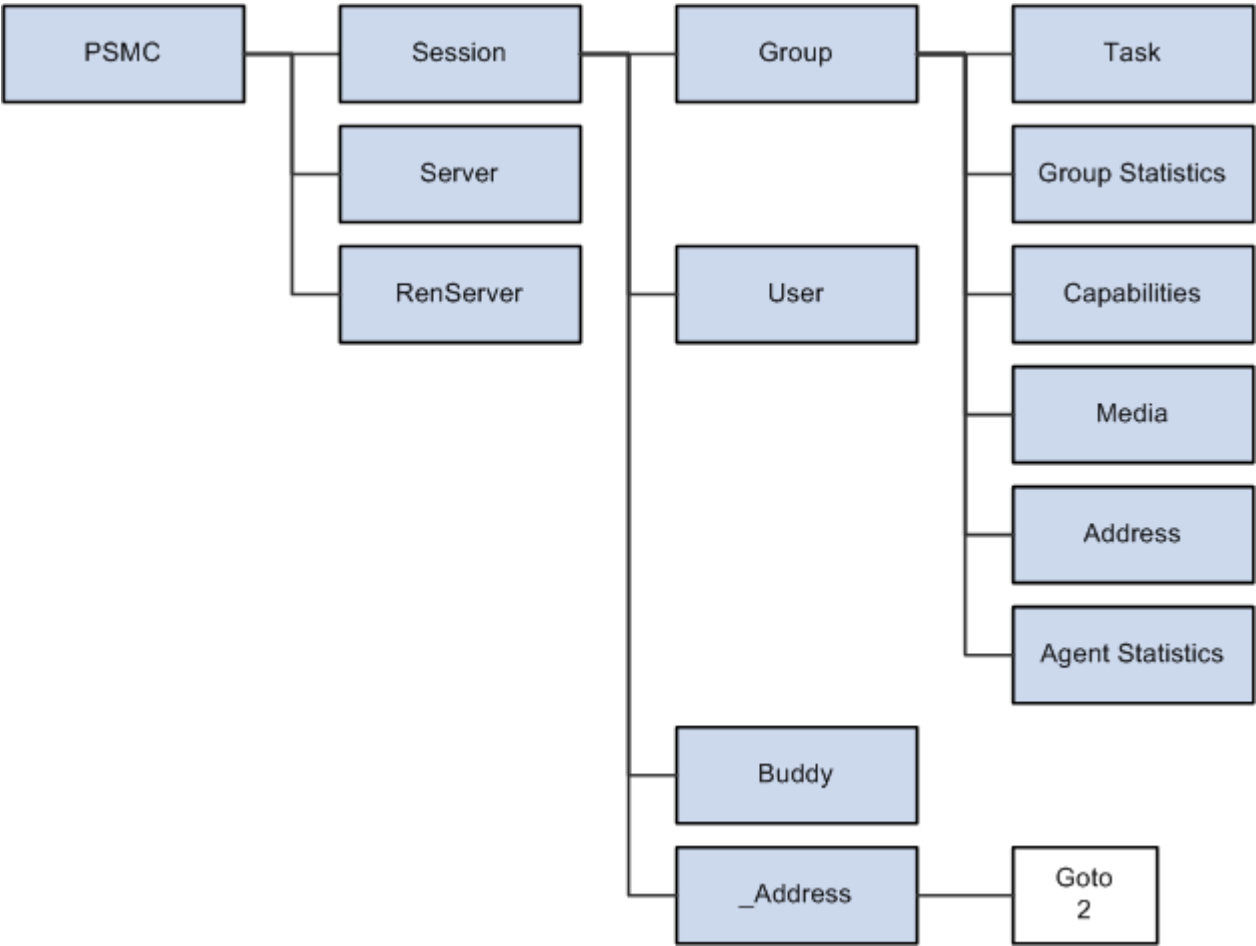 PSMC
Session
Group
Task
Server
Group Statistics
RenServer
User
Capabilities
Media
Address
Agent Statistics
Buddy
_Address
Goto
2